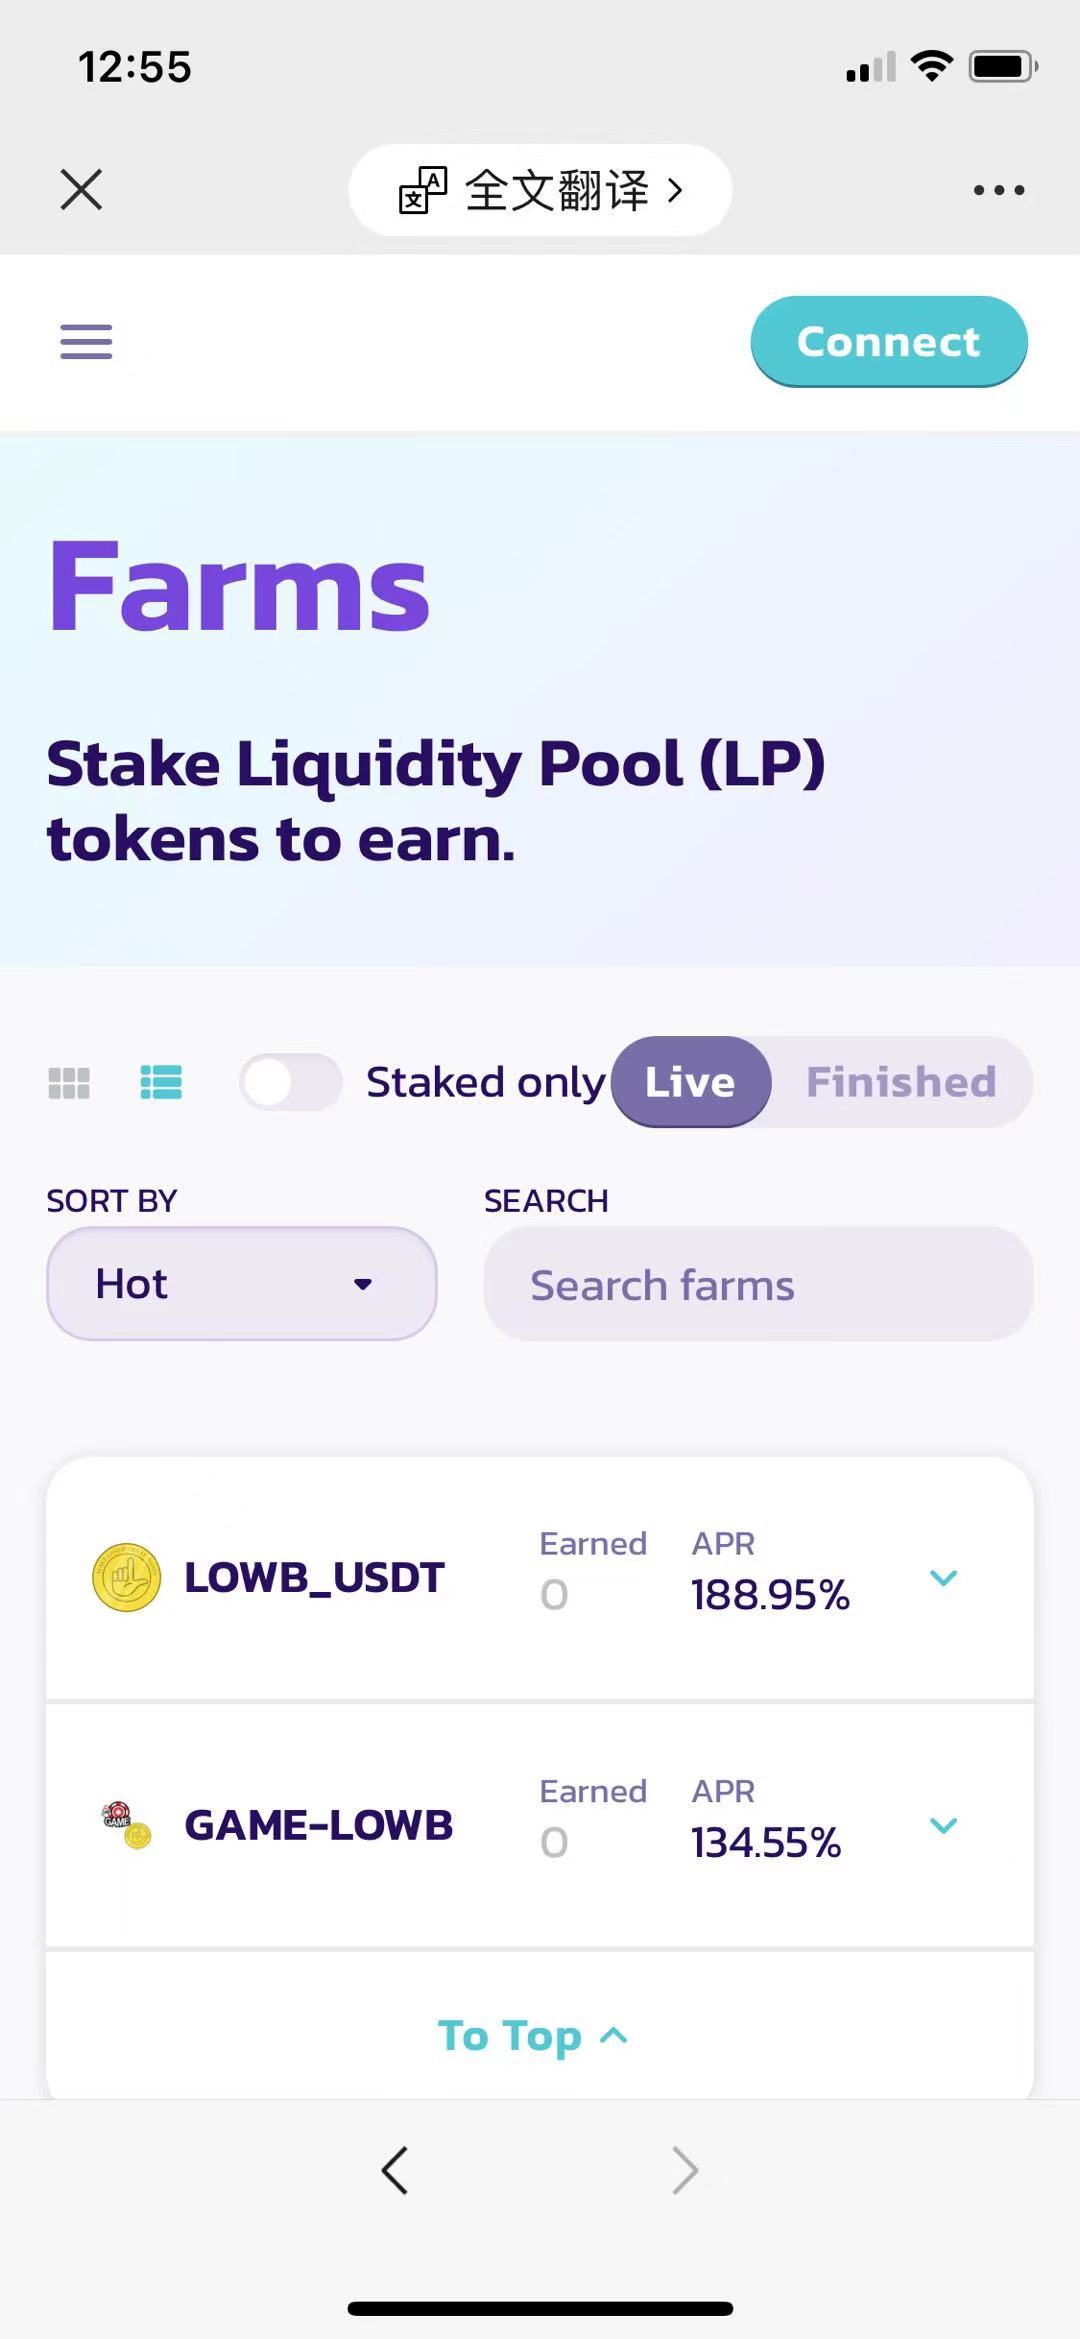 12:55
全文翻译
Connect
Farms
Stake Liquidity Pool (LP)
tokens to earn.
Staked only
Live
Finished
SORT BY
SEARCH
Hot
Search farms
LOWB_USDT
Earned
0
APR
188.95%
GAME
GAME-LOWB
Earned
0
APR
134.55%
To Top